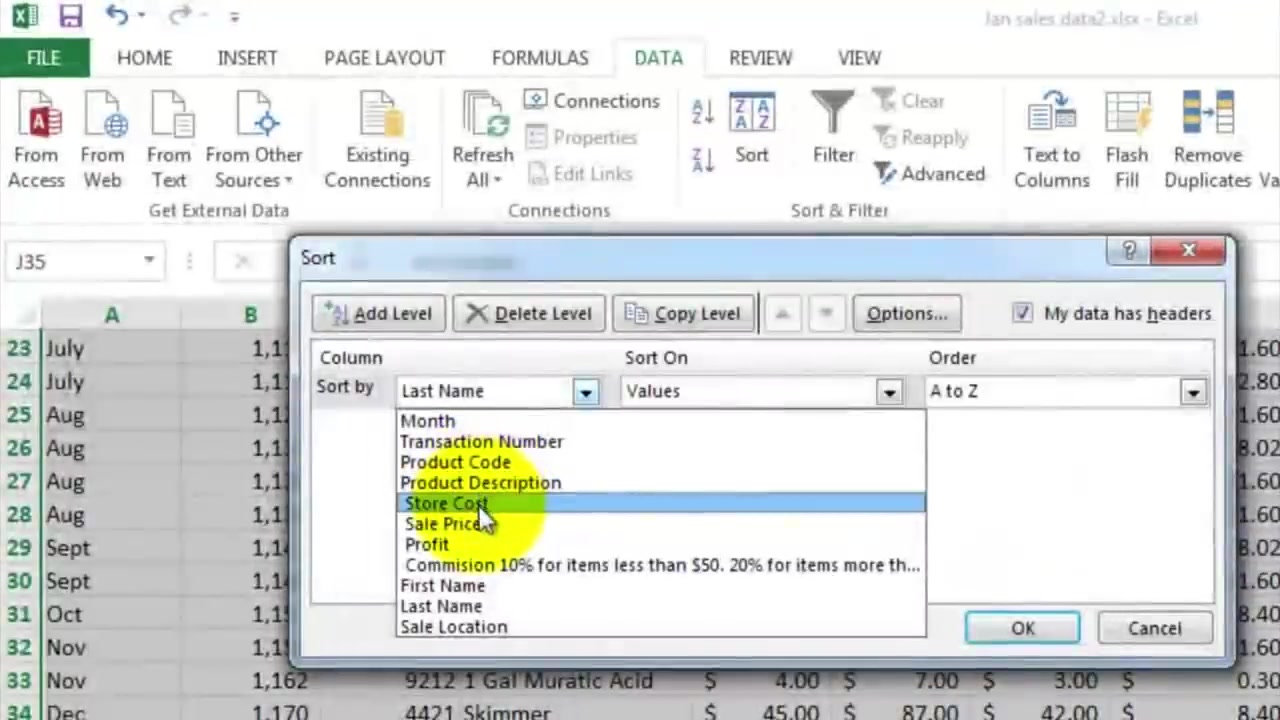 Jan sales data2.xlsx - Excel
FILE HOME INSERT PAGE LAYOUT FORMULAS DATA REVIEW VIEW
From Access
From Web
From Text
From Other Sources
Existing Connections
Get External Data
Refresh All
Connections
Properties
Edit Links
Connections
A Z
Z A
Z A A Z
Sort
Filter
Clear
Reapply
Advanced
Sort & Filter
Text to Columns
Flash Fill
Remove Duplicates
Va
J35
Sort
Add Level Delete Level Copy Level Options... My data has headers
Column Sort On Order
Sort by Last Name Values A to Z
Month
Transaction Number
Product Code
Product Description
Store Cost
Sale Price
Profit
Commision 10% for items less than $50. 20% for items more th...
First Name
Last Name
Sale Location
OK Cancel
A B
23 July 1,1 1.60
24 July 1,1 2.80
25 Aug 1,1 1.60
26 Aug 1,1 8.02
27 Aug 1,1 1.60
28 Aug 1,1 1.60
29 Sept 1,1 8.02
30 Sept 1,1 1.60
31 Oct 1,1 8.40
32 Nov 1,1 1.60
33 Nov 1,162 9212 1 Gal Muratic Acid $ 4.00 $ 7.00 $ 3.00 $ 0.30
34 Dec 1,170 4421 Skimmer $ 45.00 $ 87.00 $ 42.00 $ 8.40